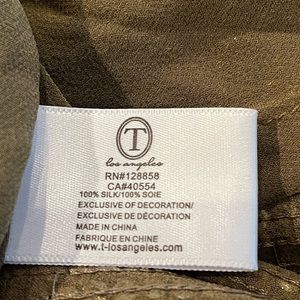 T
los angeles
RN#128858
CA#40554
100% SILK/100% SOIE
EXCLUSIVE OF DECORATION/
EXCLUSIVE DE DÉCORATION
MADE IN CHINA
FABRIQUE EN CHINE
www.t-losangeles.com